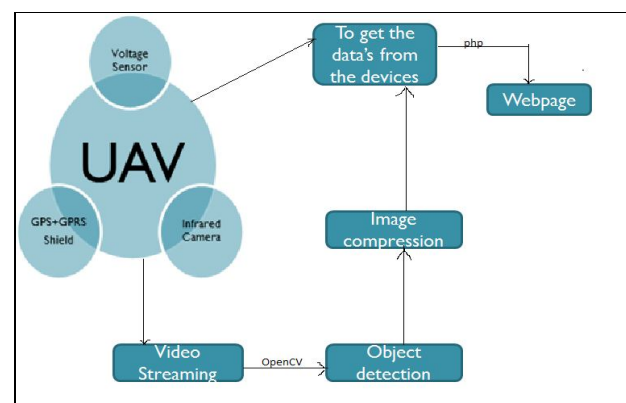 Voltage
Sensor
UAV
GPS+GPRS
Shield
Infrared
Camera
To get the
data's from
the devices
php
Webpage
Image
compression
Video
Streaming
OpenCV
Object
detection